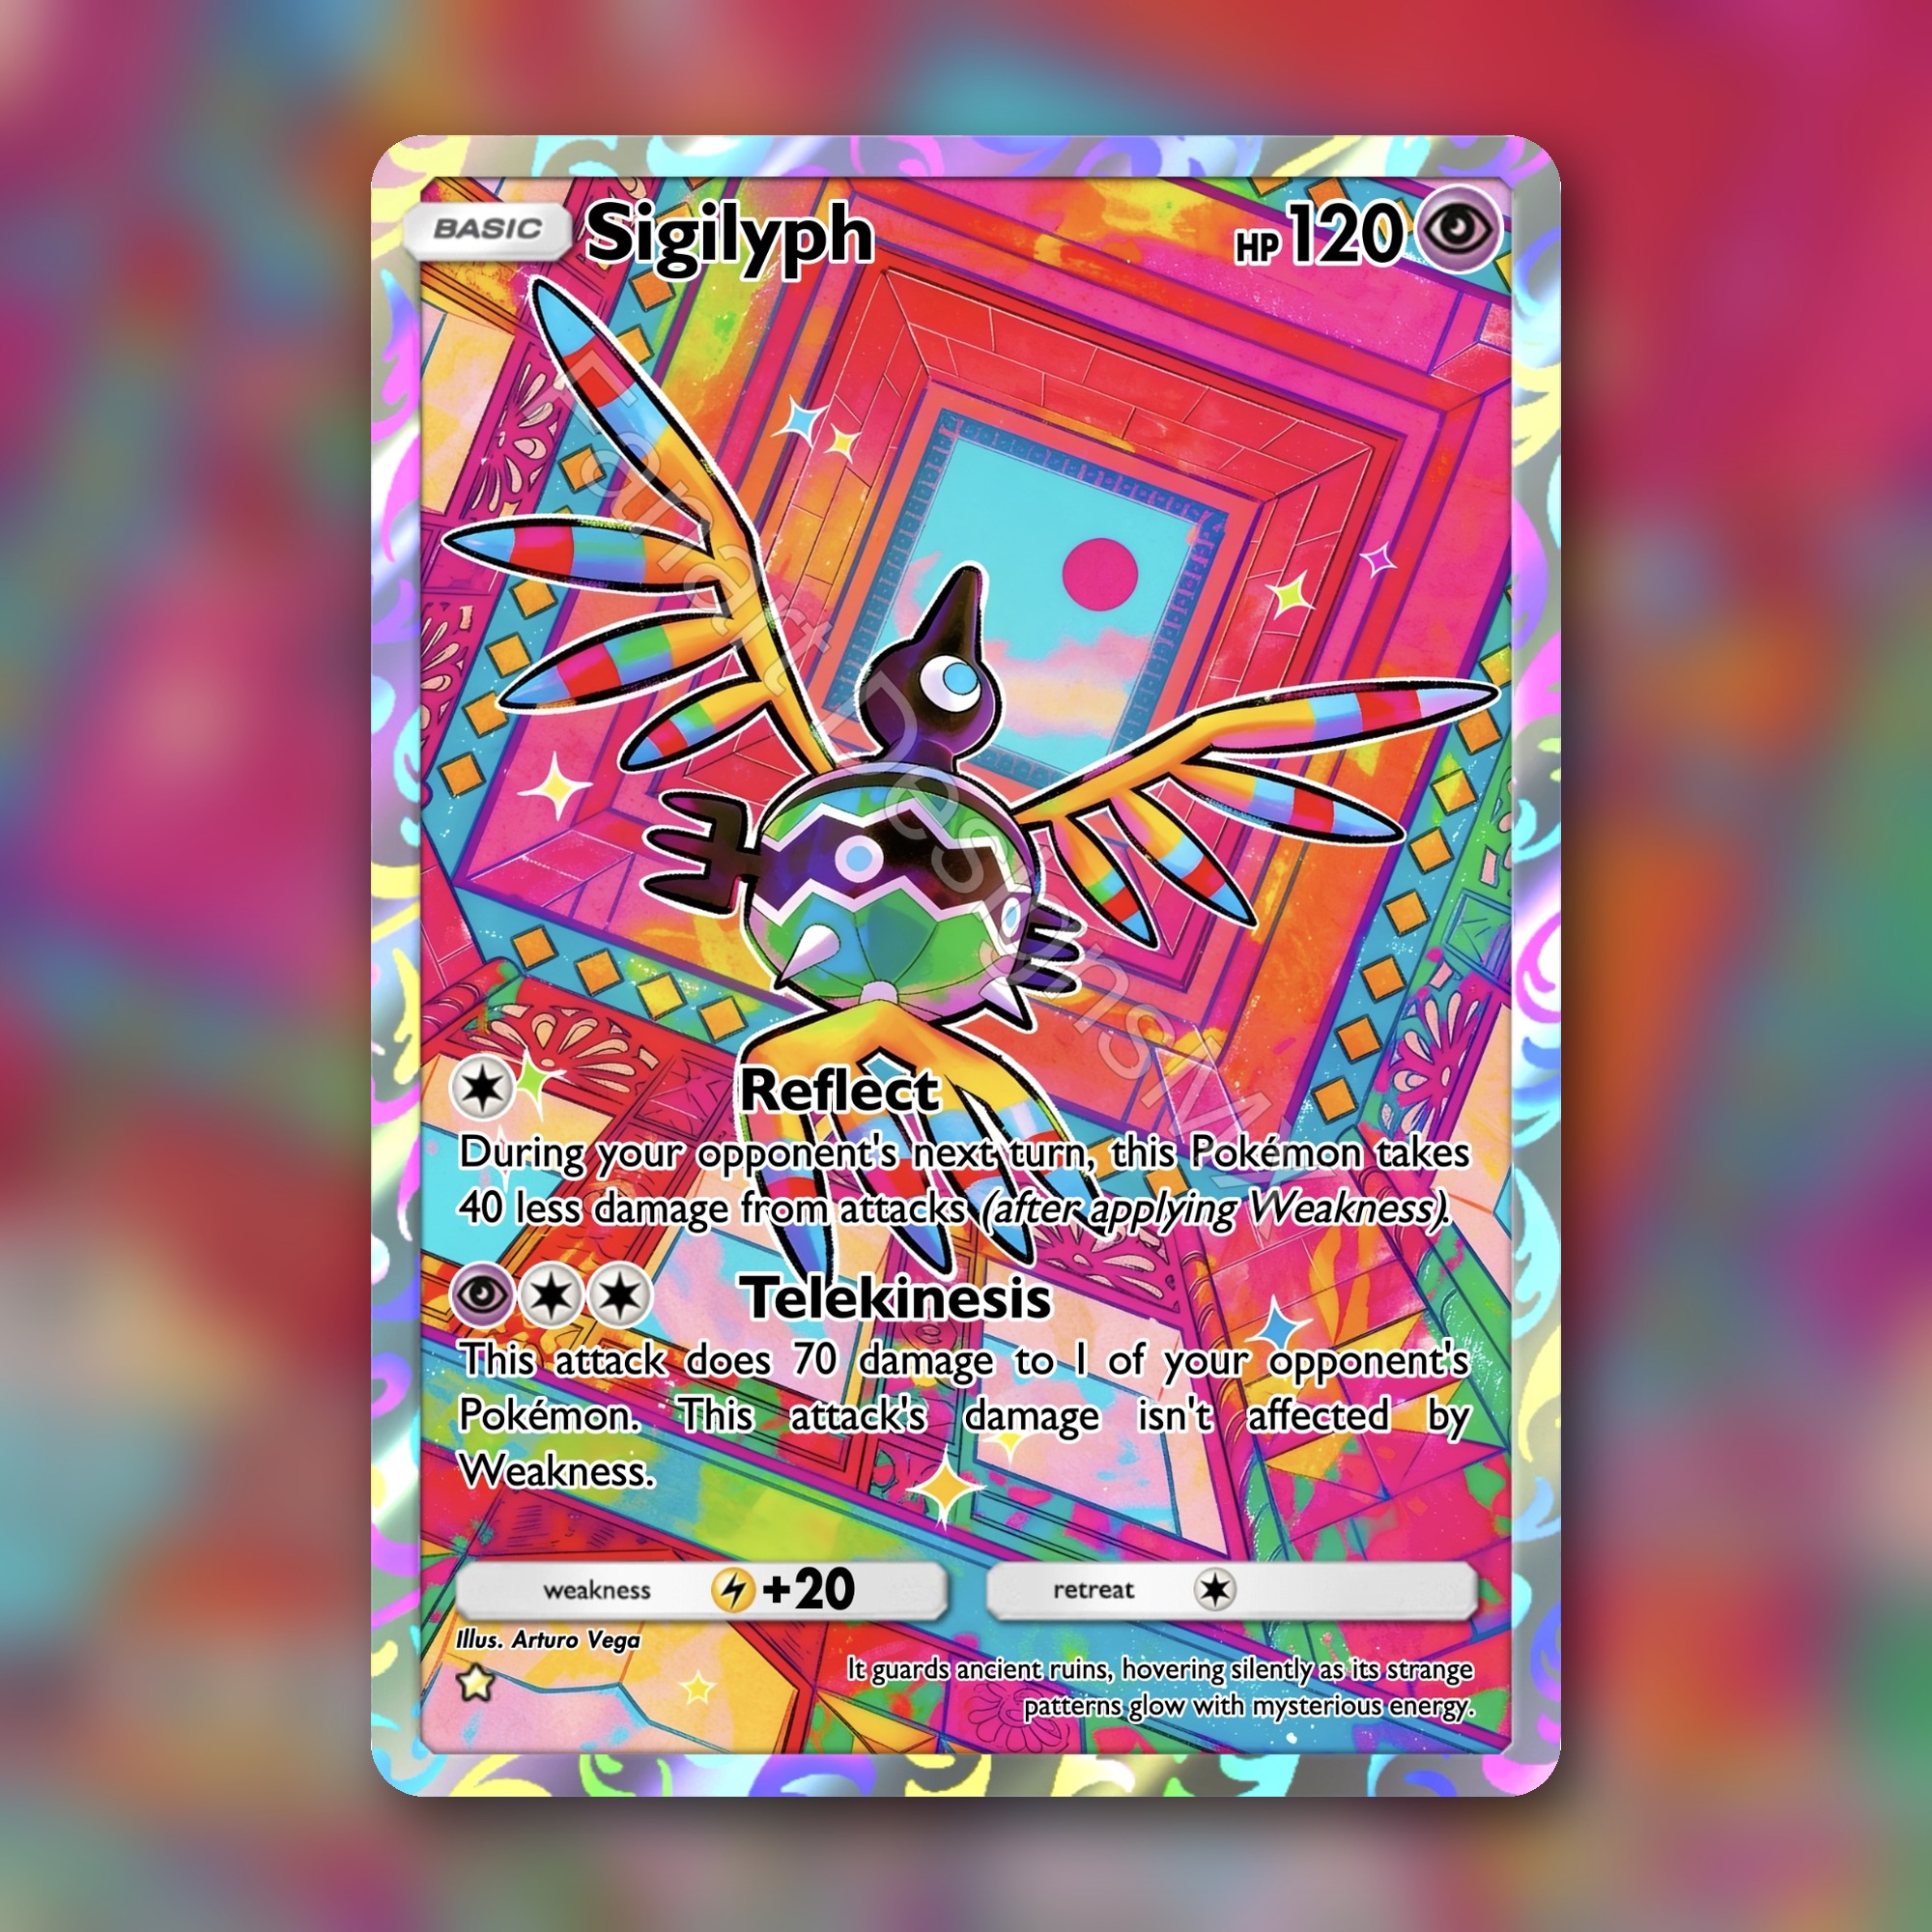 BASIC Sigilyph HP 120
Reflect
During your opponent's next turn, this Pokémon takes
40 less damage from attacks (after applying Weakness).
Telekinesis
This attack does 70 damage to 1 of your opponent's
Pokémon. This attack's damage isn't affected by
Weakness.
weakness +20 retreat
Illus. Arturo Vega
It guards ancient ruins, hovering silently as its strange
patterns glow with mysterious energy.
Fanart DesignsM